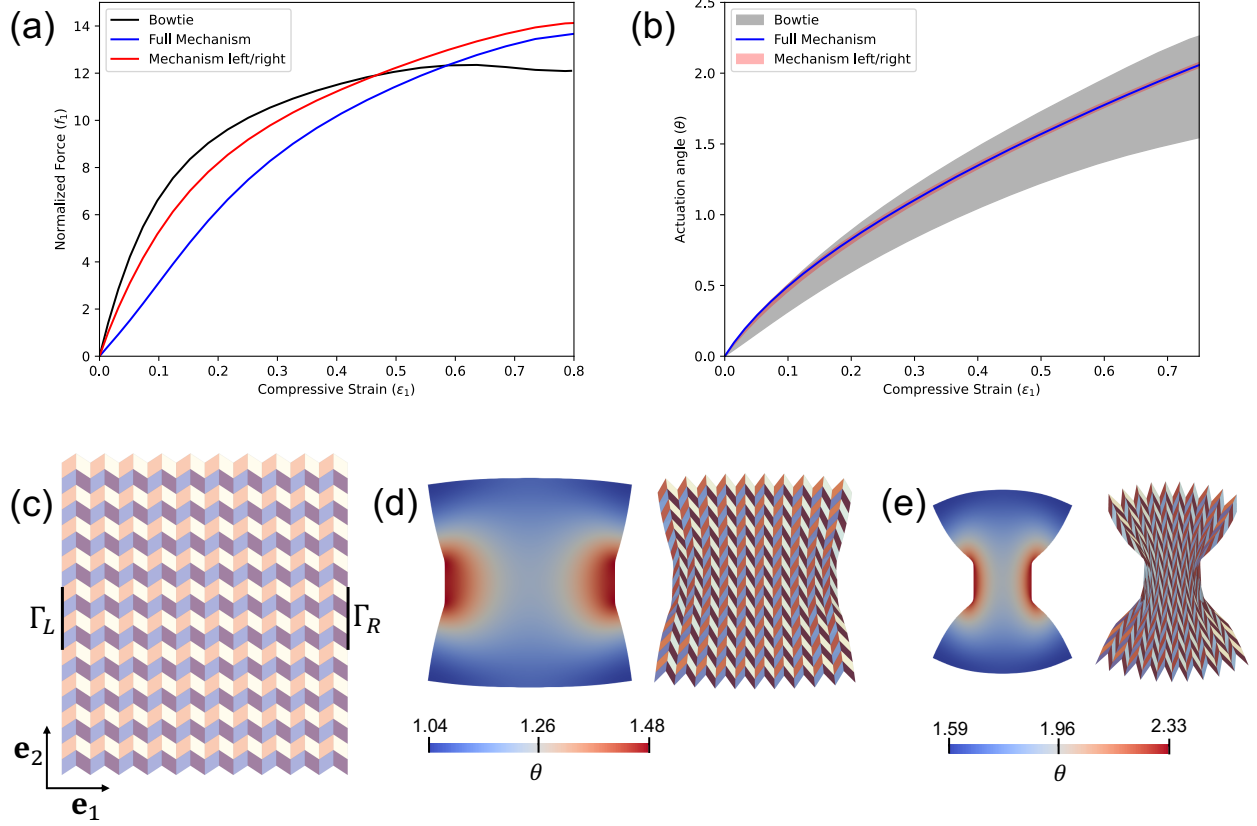 (a)
Bowtie
Full Mechanism
Mechanism left/right
Normalized Force (f₁)
14
12
10
8
6
4
2
0
0.0 0.1 0.2 0.3 0.4 0.5 0.6 0.7 0.8
Compressive Strain (ε₁)
(b)
Bowtie
Full Mechanism
Mechanism left/right
Actuation angle (θ)
2.5
2.0
1.5
1.0
0.5
0.0
0.0 0.1 0.2 0.3 0.4 0.5 0.6 0.7
Compressive Strain (ε₁)
(c)
Γ_L
Γ_R
e₂
e₁
(d)
1.04 1.26 1.48
θ
(e)
1.59 1.96 2.33
θ